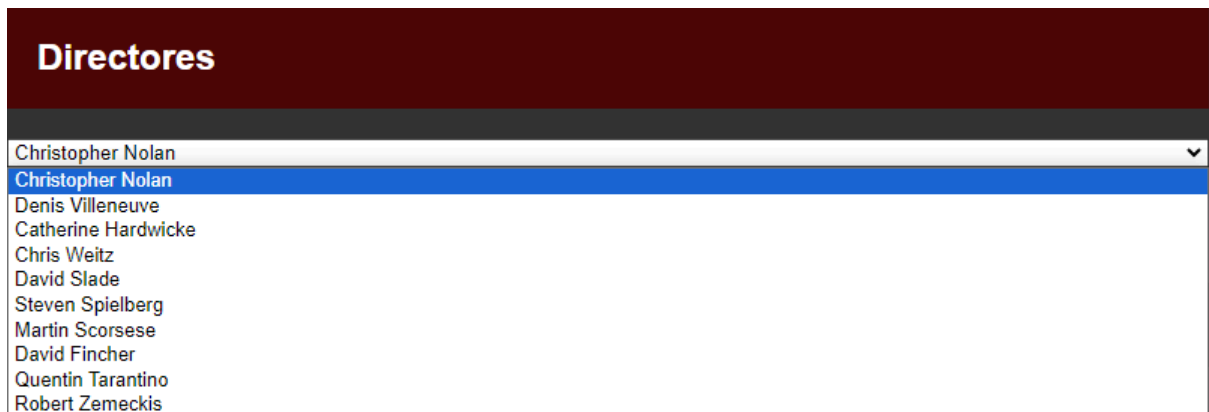 Directores
Christopher Nolan
Christopher Nolan
Denis Villeneuve
Catherine Hardwicke
Chris Weitz
David Slade
Steven Spielberg
Martin Scorsese
David Fincher
Quentin Tarantino
Robert Zemeckis